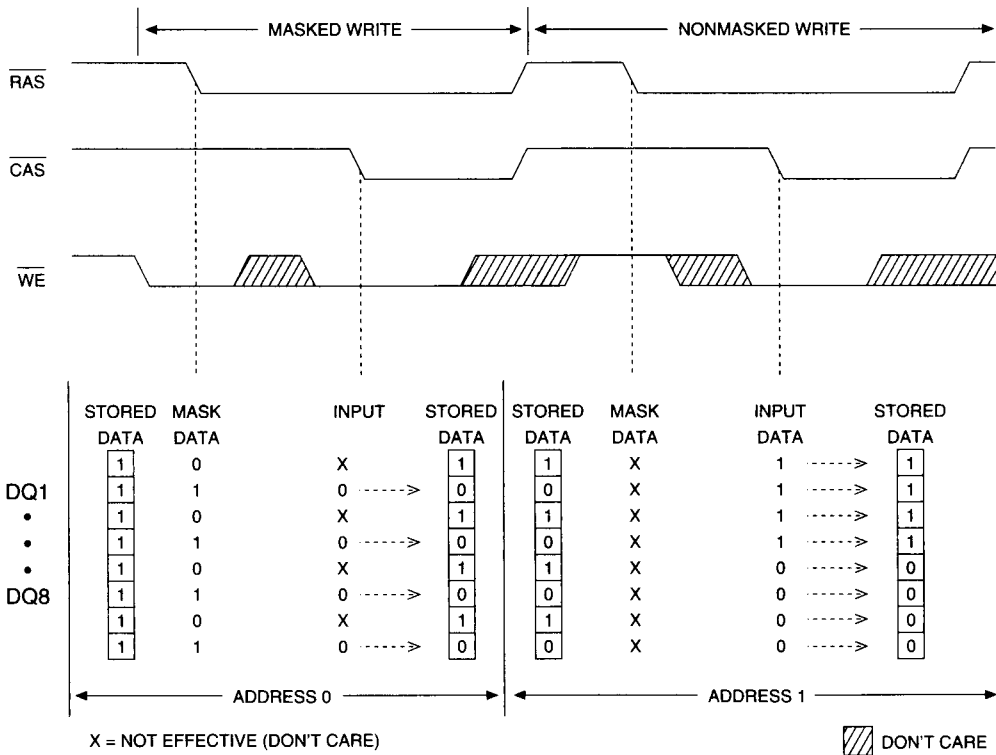 MASKED WRITE NONMASKED WRITE
RAS
CAS
WE
STORED MASK INPUT STORED STORED MASK INPUT STORED
DATA DATA DATA DATA DATA DATA DATA
1 0 X 1 1 X 1 1
DQ1 1 1 0 0 0 X 1 1
• 1 0 X 1 1 X 1 1
• 1 1 0 0 0 X 1 1
• 1 0 X 1 1 X 0 0
DQ8 1 1 0 0 0 X 0 0
1 0 X 1 1 X 0 0
1 1 0 0 0 X 0 0
ADDRESS 0 ADDRESS 1
X = NOT EFFECTIVE (DON'T CARE) DON'T CARE